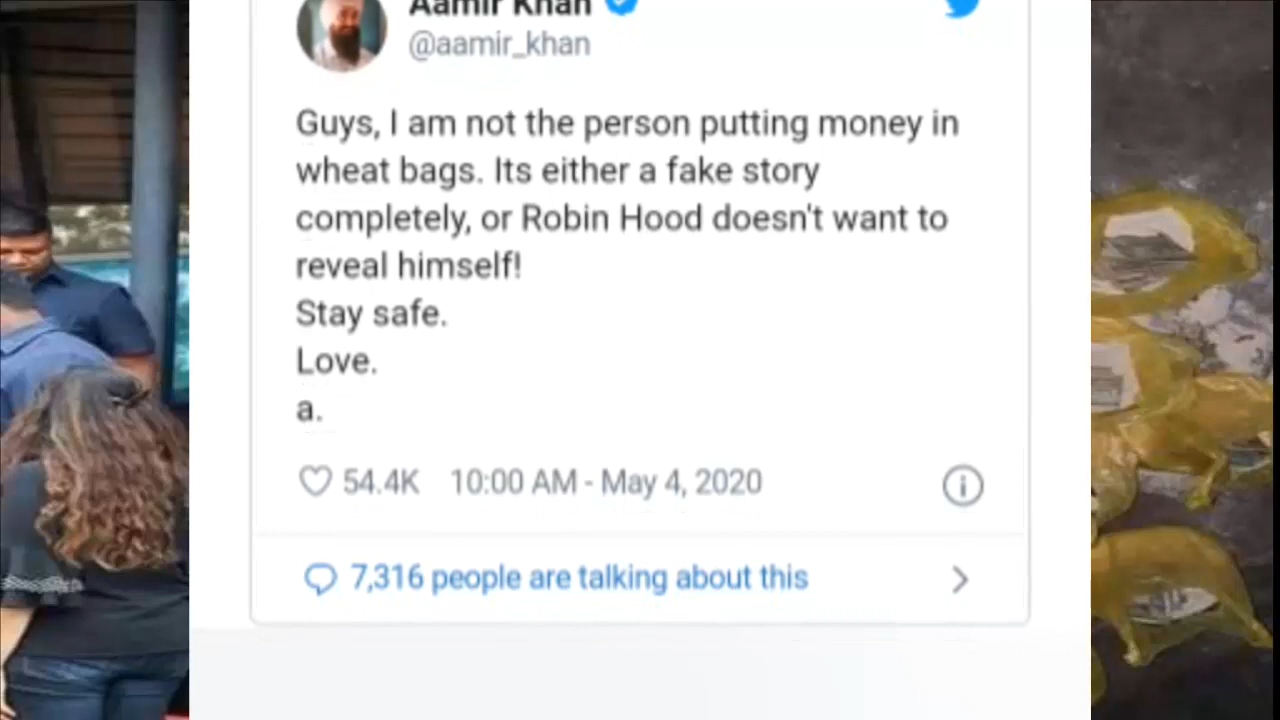 Aamir Khan
@aamir_khan
Guys, I am not the person putting money in
wheat bags. Its either a fake story
completely, or Robin Hood doesn't want to
reveal himself!
Stay safe.
Love.
a.
54.4K 10:00 AM - May 4, 2020
7,316 people are talking about this